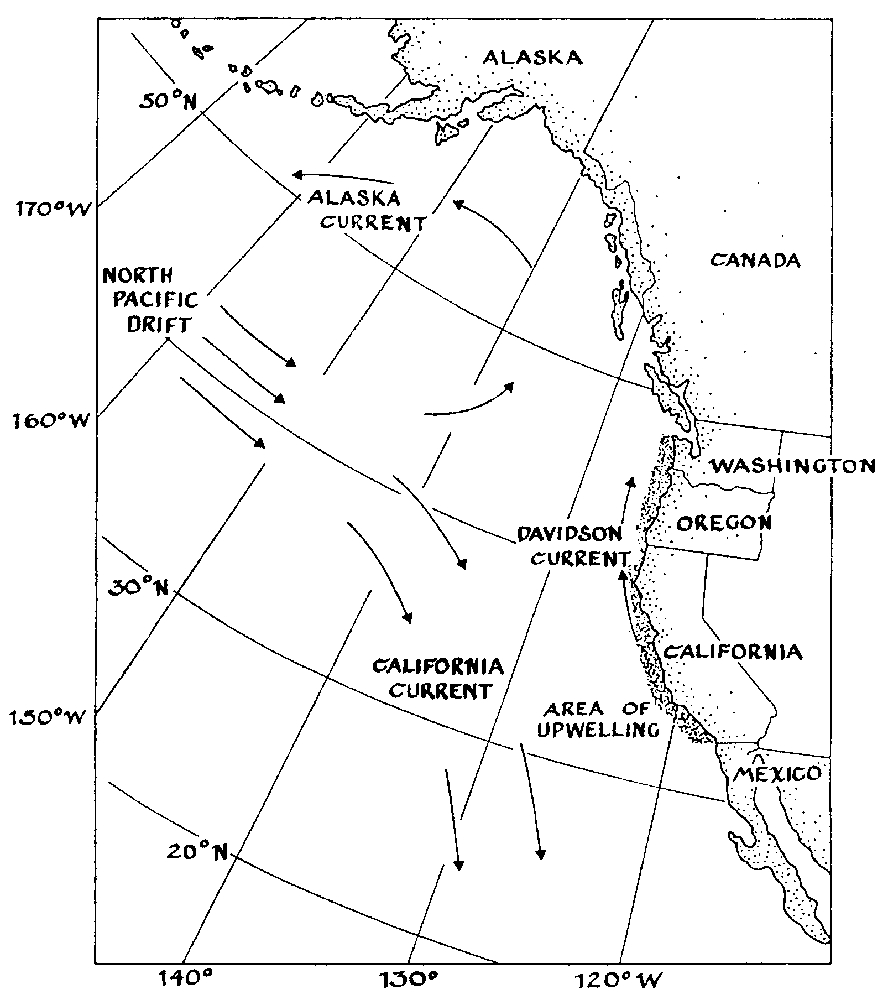 ALASKA
50°N
170°W
ALASKA
CURRENT
CANADA
NORTH
PACIFIC
DRIFT
160°W
WASHINGTON
OREGON
DAVIDSON
CURRENT
30°N
CALIFORNIA
CALIFORNIA
CURRENT
AREA OF
UPWELLING
150°W
MEXICO
20°N
140°
130°
120°W